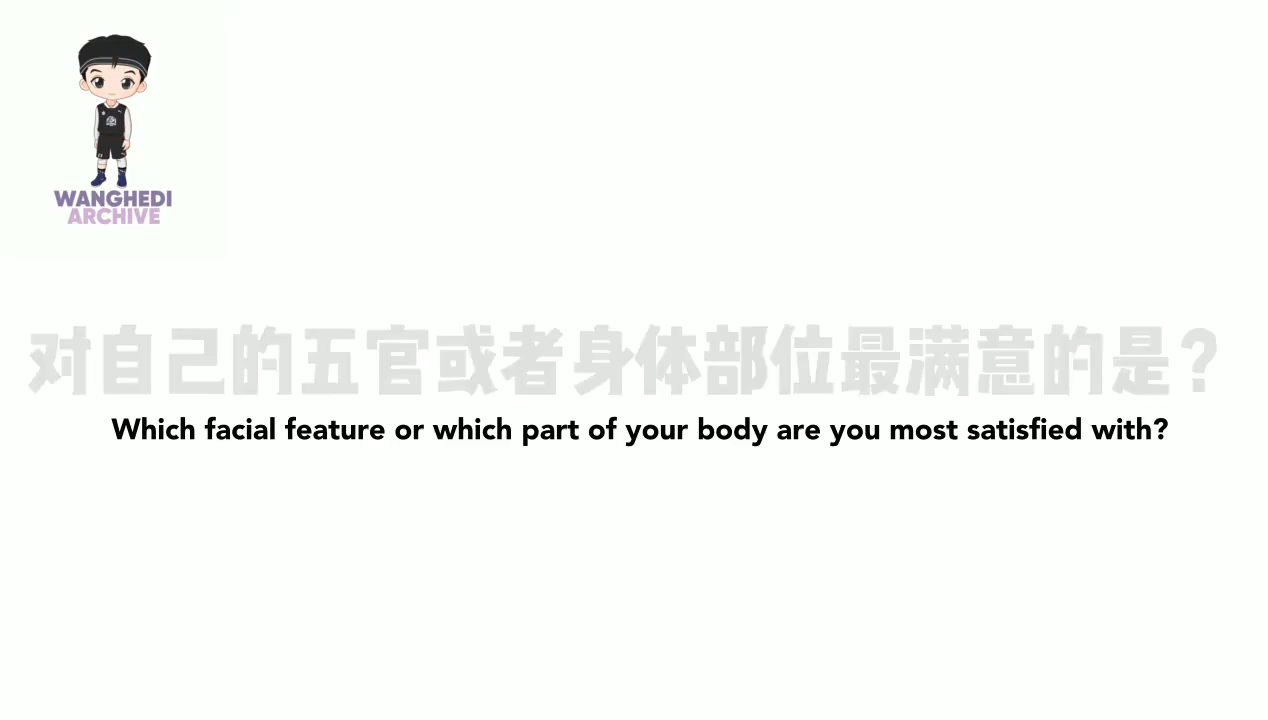 WANGHEDI
ARCHIVE
对自己的五官或者身体部位最满意的是？
Which facial feature or which part of your body are you most satisfied with?